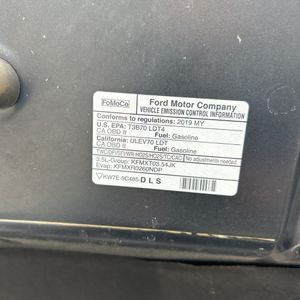 FoMoCo
Ford Motor Company
VEHICLE EMISSION CONTROL INFORMATION
Conforms to regulations: 2019 MY
U.S. EPA: T3B70 LDT4
CA OBD II Fuel: Gasoline
California: ULEV70 LDT
CA OBD II Fuel: Gasoline
No adjustments needed.
3.5L-Group: KFMXT03.54JK
Evap: KFMXR0260NDP
KW7E-9C485- D L S